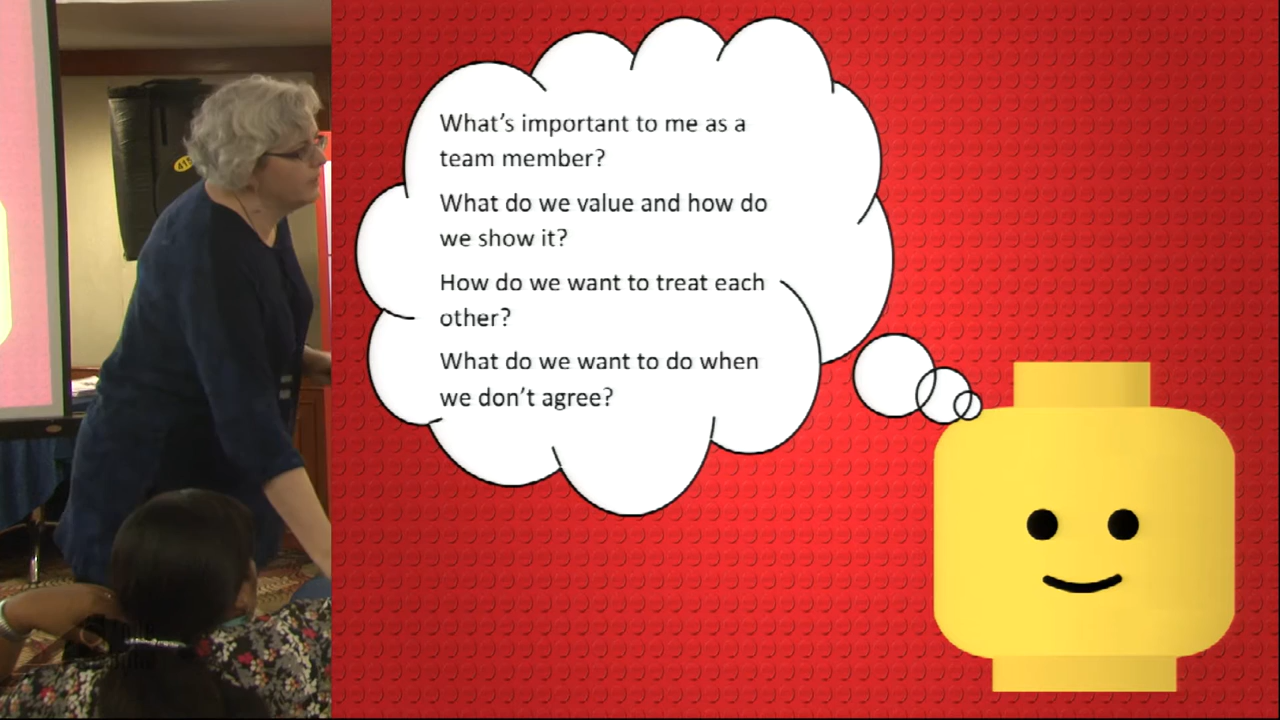 What's important to me as a
team member?
What do we value and how do
we show it?
How do we want to treat each
other?
What do we want to do when
we don't agree?